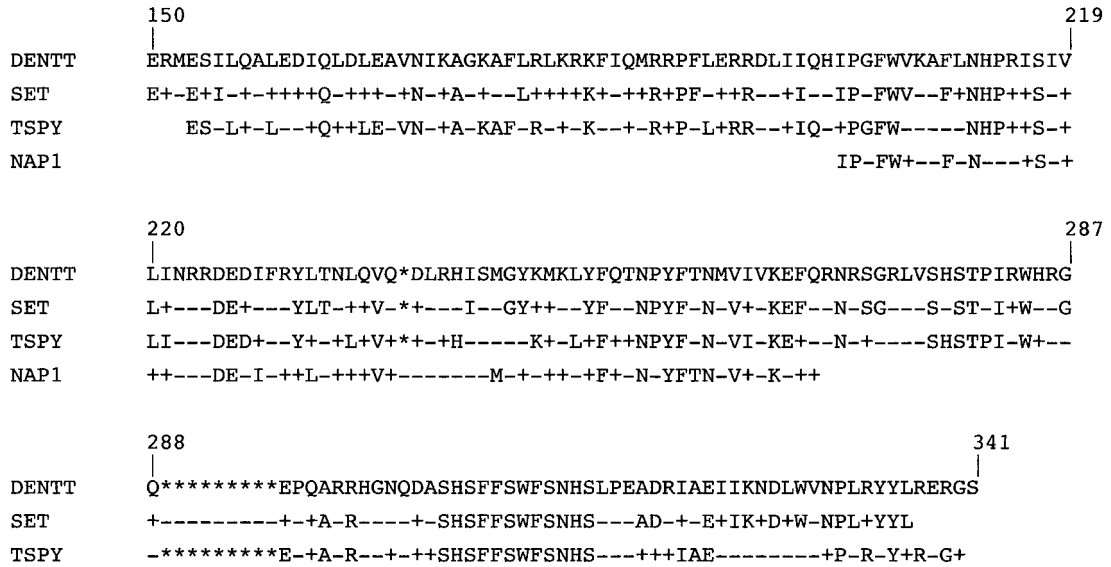 150 219
DENTT ERMESILQALEDIQLDLEAVNIKAGKAFLRLKRKFIQMRRPFLERRDLIIQHIPGFWVKAFLNHPRISIV
SET E+-E+I-+-++++Q-+++-+N-+A-+--L++++K+-++R+PF-++R--+I--IP-FWV--F+NHP++S-+
TSPY ES-L+-L--+Q++LE-VN-+A-KAF-R-+-K--+-R+P-L+RR--+IQ-+PGFW-----NHP++S-+
NAP1 IP-FW+--F-N---+S-+
220 287
DENTT LINRRDEDIFRYLTNLQVQ*DLRHISMGYKMKLYFQTNPYFTNMVIVKEFQRNRSGRLVSHSTPIRWHRG
SET L+---DE+---YLT-++V-*+---I--GY++--YF--NPYF-N-V+-KEF--N-SG---S-ST-I+W--G
TSPY LI---DED+--Y+-+L+V+*+-+H-----K+-L+F++NPYF-N-VI-KE+--N-+----SHSTPI-W+--
NAP1 ++---DE-I-++L-+++V+-------M-+-++-+F+-N-YFTN-V+-K-++
288 341
DENTT Q*********EPQARRHGNQDASHSFFSWFSNHSLPEADRIAEIIKNDLWVNPLRYYLRERGS
SET +---------+-+A-R----+-SHSFFSWFSNHS---AD-+-E+IK+D+W-NPL+YYL
TSPY -*********E-+A-R--+-++SHSFFSWFSNHS---+++IAE--------+P-R-Y+R-G+